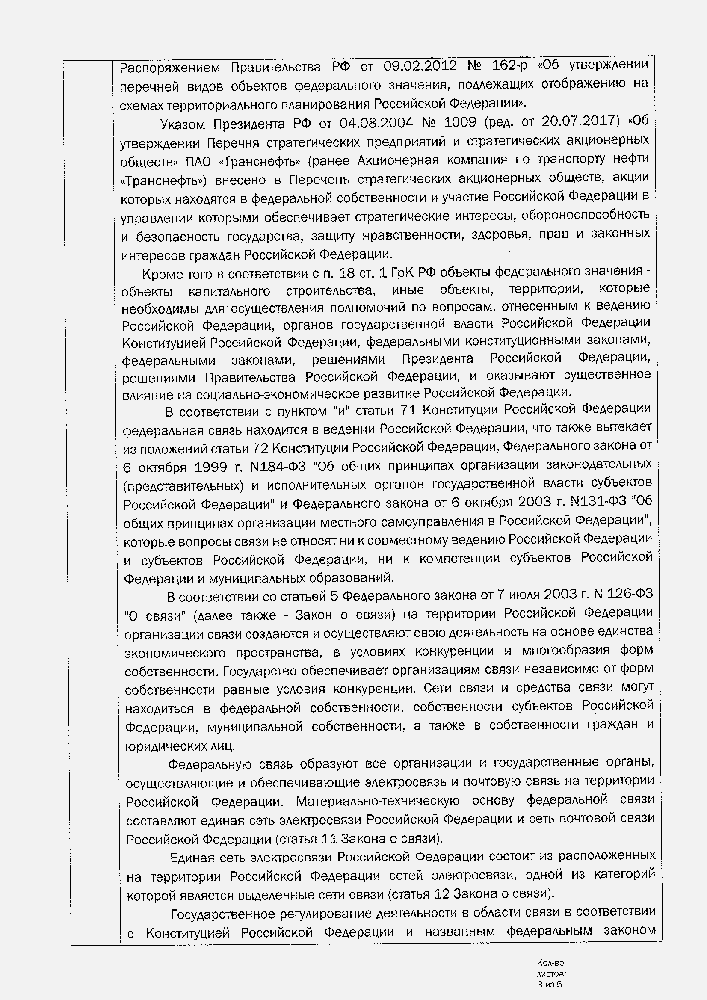 Распоряжением Правительства РФ от 09.02.2012 № 162-р «Об утверждении
перечней видов объектов федерального значения, подлежащих отображению на
схемах территориального планирования Российской Федерации».
Указом Президента РФ от 04.08.2004 № 1009 (ред. от 20.07.2017) «Об
утверждении Перечня стратегических предприятий и стратегических акционерных
обществ» ПАО «Транснефть» (ранее Акционерная компания по транспорту нефти
«Транснефть») внесено в Перечень стратегических акционерных обществ, акции
которых находятся в федеральной собственности и участие Российской Федерации в
управлении которыми обеспечивает стратегические интересы, обороноспособность
и безопасность государства, защиту нравственности, здоровья, прав и законных
интересов граждан Российской Федерации.
Кроме того в соответствии с п. 18 ст. 1 ГрК РФ объекты федерального значения -
объекты капитального строительства, иные объекты, территории, которые
необходимы для осуществления полномочий по вопросам, отнесенным к ведению
Российской Федерации, органов государственной власти Российской Федерации
Конституцией Российской Федерации, федеральными конституционными законами,
федеральными законами, решениями Президента Российской Федерации,
решениями Правительства Российской Федерации, и оказывают существенное
влияние на социально-экономическое развитие Российской Федерации.
В соответствии с пунктом "и" статьи 71 Конституции Российской Федерации
федеральная связь находится в ведении Российской Федерации, что также вытекает
из положений статьи 72 Конституции Российской Федерации, Федерального закона от
6 октября 1999 г. N184-ФЗ "Об общих принципах организации законодательных
(представительных) и исполнительных органов государственной власти субъектов
Российской Федерации" и Федерального закона от 6 октября 2003 г. N131-ФЗ "Об
общих принципах организации местного самоуправления в Российской Федерации",
которые вопросы связи не относят ни к совместному ведению Российской Федерации
и субъектов Российской Федерации, ни к компетенции субъектов Российской
Федерации и муниципальных образований.
В соответствии со статьей 5 Федерального закона от 7 июля 2003 г. N 126-ФЗ
"О связи" (далее также - Закон о связи) на территории Российской Федерации
организации связи создаются и осуществляют свою деятельность на основе единства
экономического пространства, в условиях конкуренции и многообразия форм
собственности. Государство обеспечивает организациям связи независимо от форм
собственности равные условия конкуренции. Сети связи и средства связи могут
находиться в федеральной собственности, собственности субъектов Российской
Федерации, муниципальной собственности, а также в собственности граждан и
юридических лиц.
Федеральную связь образуют все организации и государственные органы,
осуществляющие и обеспечивающие электросвязь и почтовую связь на территории
Российской Федерации. Материально-техническую основу федеральной связи
составляют единая сеть электросвязи Российской Федерации и сеть почтовой связи
Российской Федерации (статья 11 Закона о связи).
Единая сеть электросвязи Российской Федерации состоит из расположенных
на территории Российской Федерации сетей электросвязи, одной из категорий
которой является выделенные сети связи (статья 12 Закона о связи).
Государственное регулирование деятельности в области связи в соответствии
с Конституцией Российской Федерации и названным федеральным законом
Кол-во
листов:
3 из 5